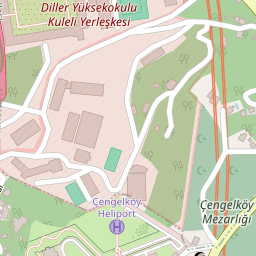 Diller Yüksekokulu
Kuleli Yerleşkesi
Çengelköy
Heliport
H
Çengelköy
Mezarlığı